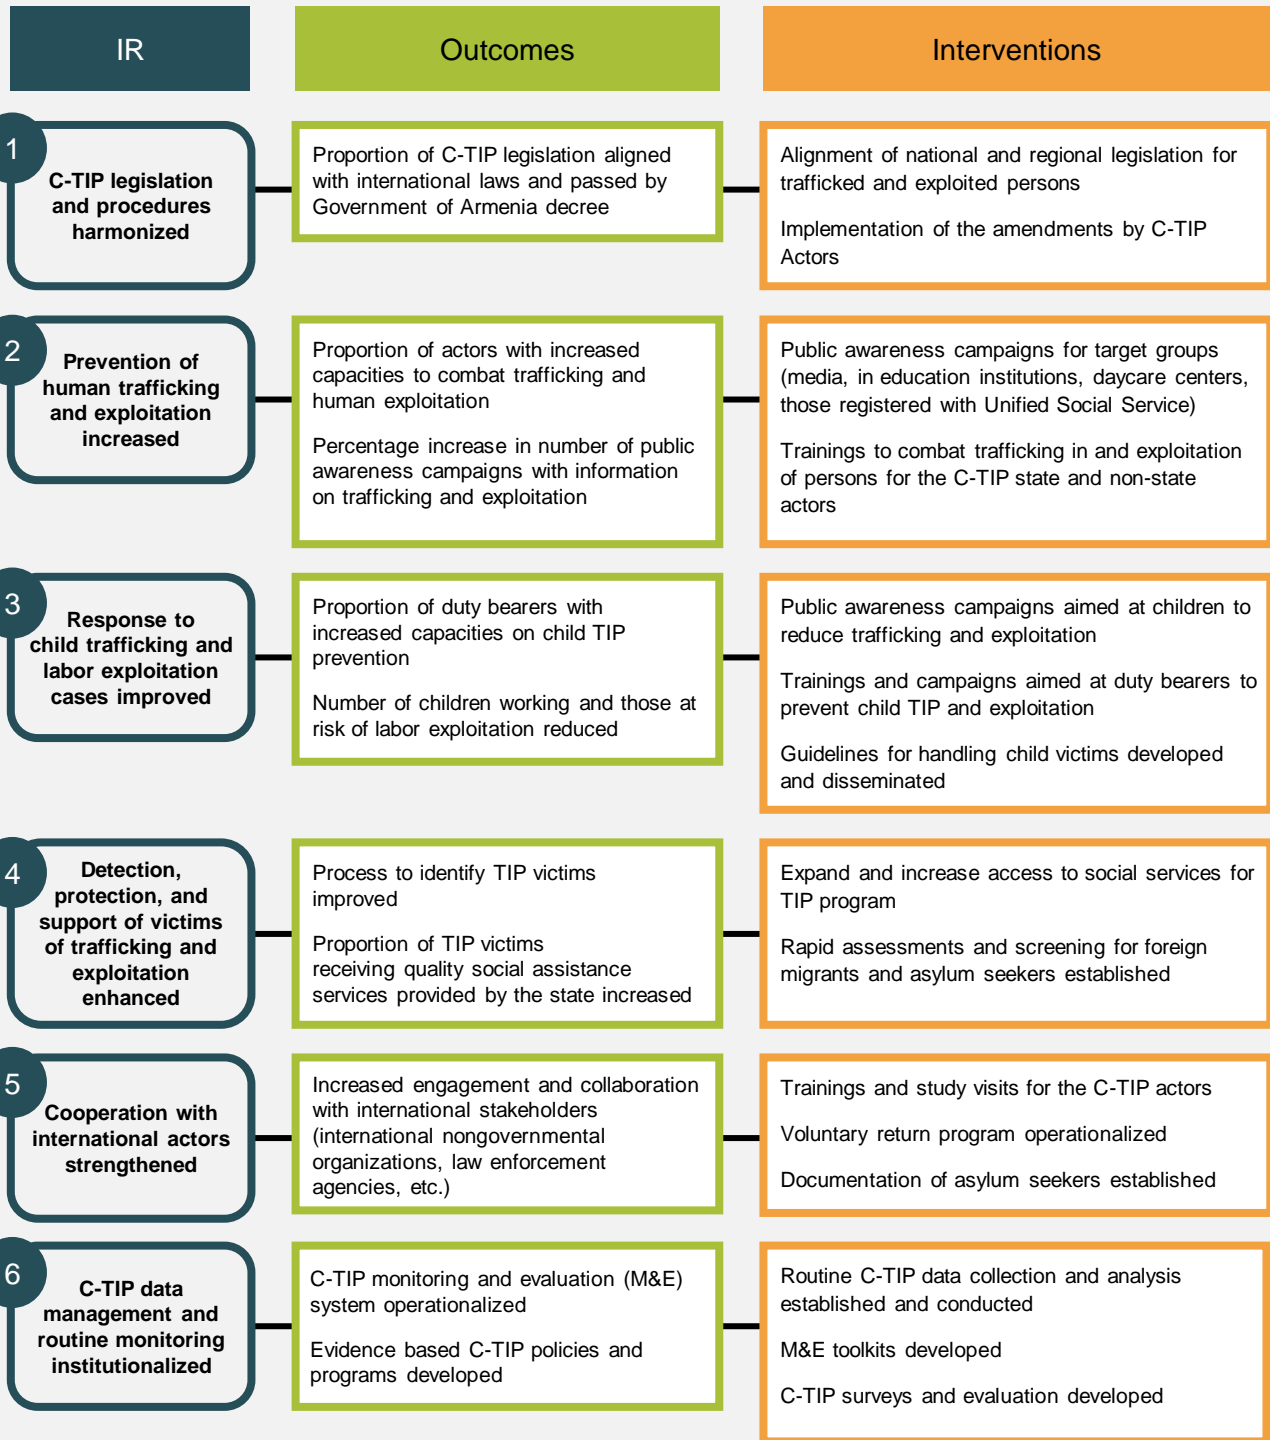 IR
Outcomes
Interventions
1
C-TIP legislation
and procedures
harmonized
Proportion of C-TIP legislation aligned
with international laws and passed by
Government of Armenia decree
Alignment of national and regional legislation for
trafficked and exploited persons
Implementation of the amendments by C-TIP
Actors
2
Prevention of
human trafficking
and exploitation
increased
Proportion of actors with increased
capacities to combat trafficking and
human exploitation
Percentage increase in number of public
awareness campaigns with information
on trafficking and exploitation
Public awareness campaigns for target groups
(media, in education institutions, daycare centers,
those registered with Unified Social Service)
Trainings to combat trafficking in and exploitation
of persons for the C-TIP state and non-state
actors
3
Response to
child trafficking and
labor exploitation
cases improved
Proportion of duty bearers with
increased capacities on child TIP
prevention
Number of children working and those at
risk of labor exploitation reduced
Public awareness campaigns aimed at children to
reduce trafficking and exploitation
Trainings and campaigns aimed at duty bearers to
prevent child TIP and exploitation
Guidelines for handling child victims developed
and disseminated
4
Detection,
protection, and
support of victims
of trafficking and
exploitation
enhanced
Process to identify TIP victims
improved
Proportion of TIP victims
receiving quality social assistance
services provided by the state increased
Expand and increase access to social services for
TIP program
Rapid assessments and screening for foreign
migrants and asylum seekers established
5
Cooperation with
international actors
strengthened
Increased engagement and collaboration
with international stakeholders
(international nongovernmental
organizations, law enforcement
agencies, etc.)
Trainings and study visits for the C-TIP actors
Voluntary return program operationalized
Documentation of asylum seekers established
6
C-TIP data
management and
routine monitoring
institutionalized
C-TIP monitoring and evaluation (M&E)
system operationalized
Evidence based C-TIP policies and
programs developed
Routine C-TIP data collection and analysis
established and conducted
M&E toolkits developed
C-TIP surveys and evaluation developed